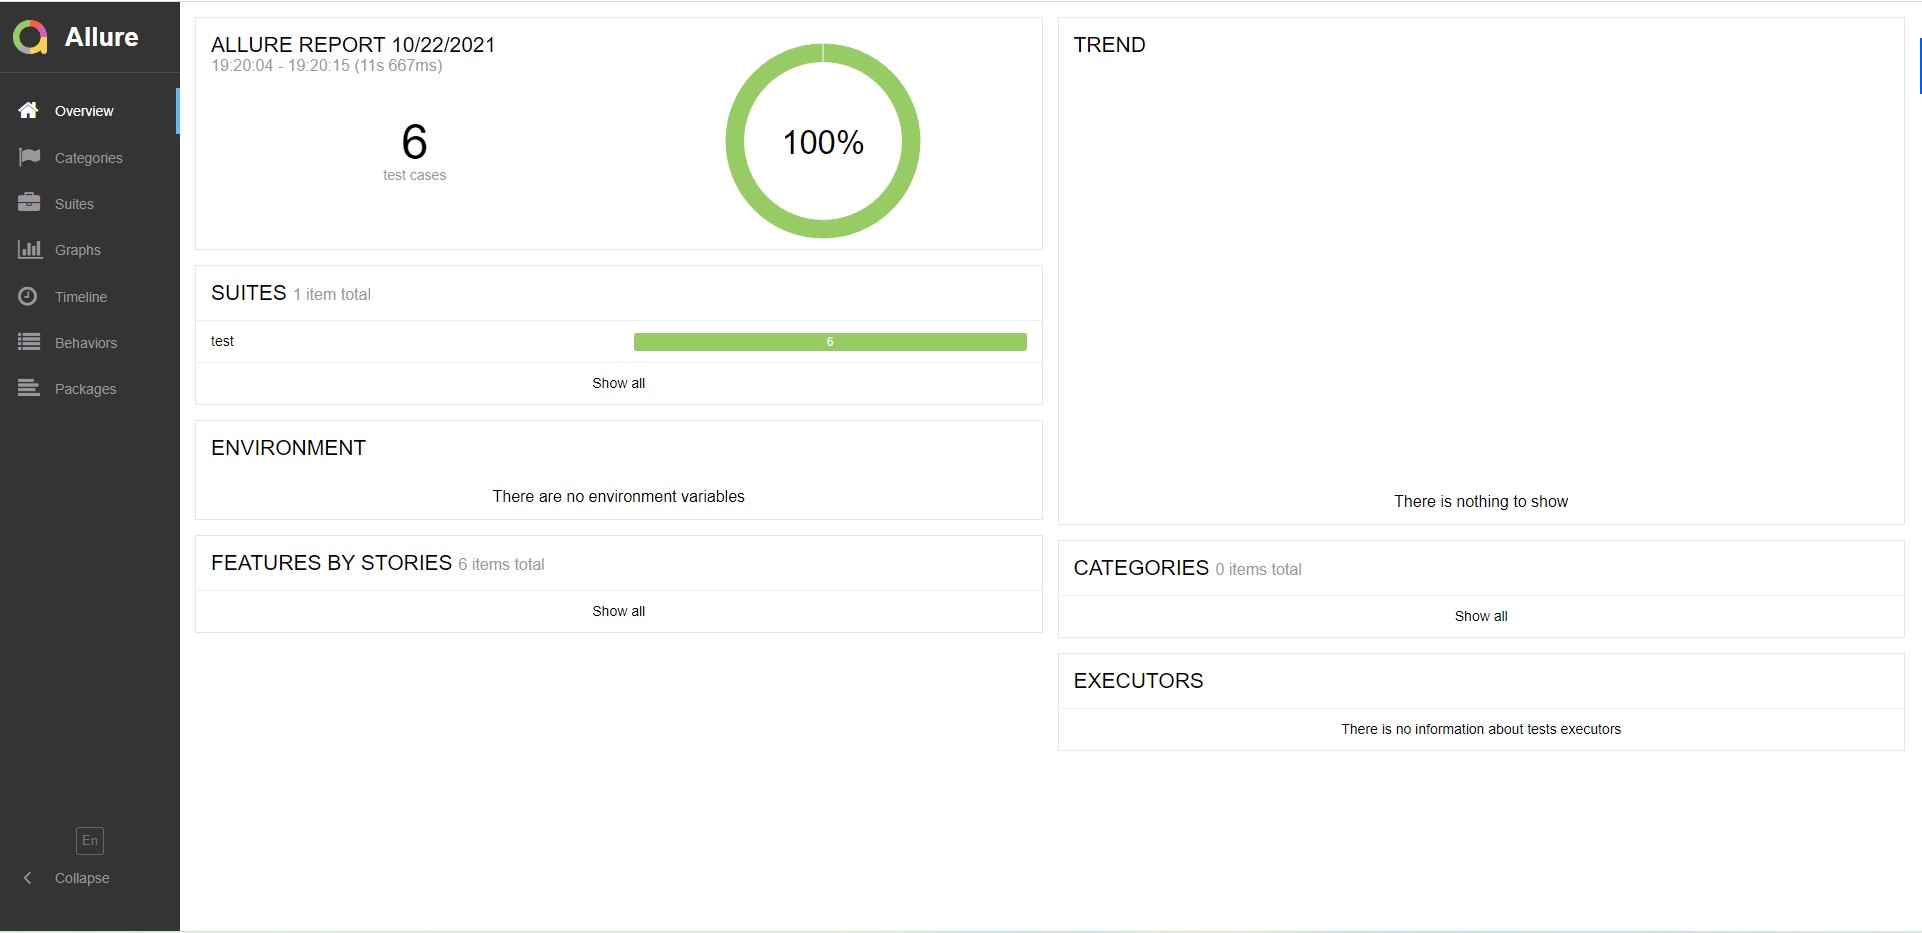 Allure
Overview
Categories
Suites
Graphs
Timeline
Behaviors
Packages
En
Collapse
ALLURE REPORT 10/22/2021
19:20:04 - 19:20:15 (11s 667ms)
6
test cases
100%
SUITES 1 item total
test 6
Show all
ENVIRONMENT
There are no environment variables
FEATURES BY STORIES 6 items total
Show all
TREND
There is nothing to show
CATEGORIES 0 items total
Show all
EXECUTORS
There is no information about tests executors